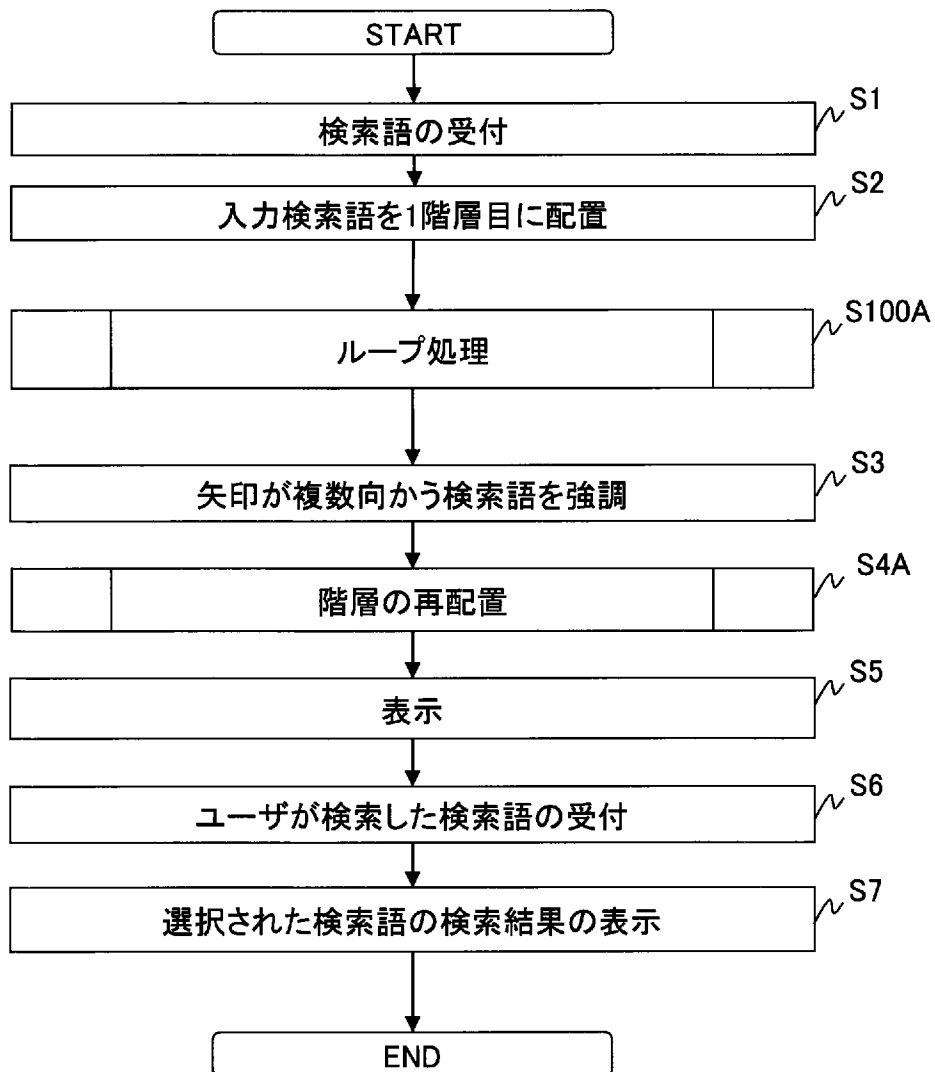 START
S1
検索語の受付
S2
入力検索語を1階層目に配置
S100A
ループ処理
S3
矢印が複数向かう検索語を強調
S4A
階層の再配置
S5
表示
S6
ユーザが検索した検索語の受付
S7
選択された検索語の検索結果の表示
END